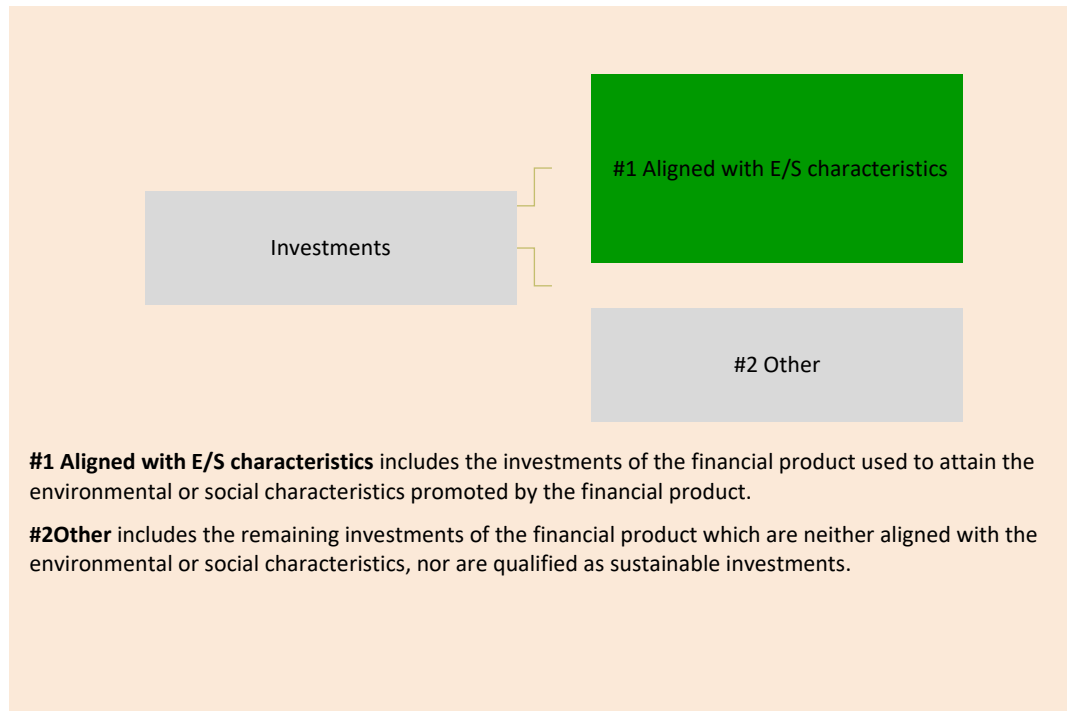 #1 Aligned with E/S characteristics
Investments
#2 Other
#1 Aligned with E/S characteristics includes the investments of the financial product used to attain the
environmental or social characteristics promoted by the financial product.
#2Other includes the remaining investments of the financial product which are neither aligned with the
environmental or social characteristics, nor are qualified as sustainable investments.